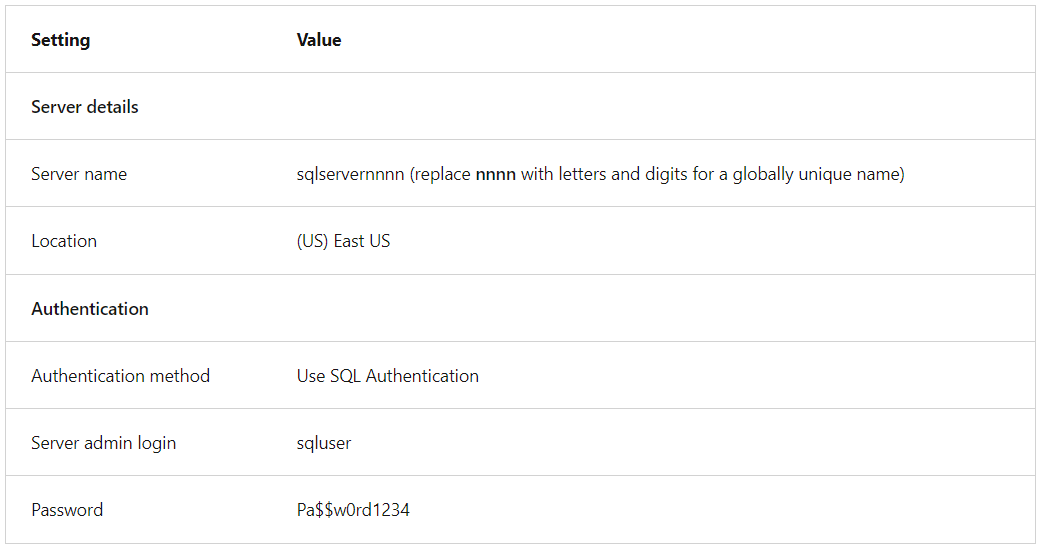 Setting Value
Server details
Server name sqlservernnnn (replace nnnn with letters and digits for a globally unique name)
Location (US) East US
Authentication
Authentication method Use SQL Authentication
Server admin login sqluser
Password Pa$$w0rd1234